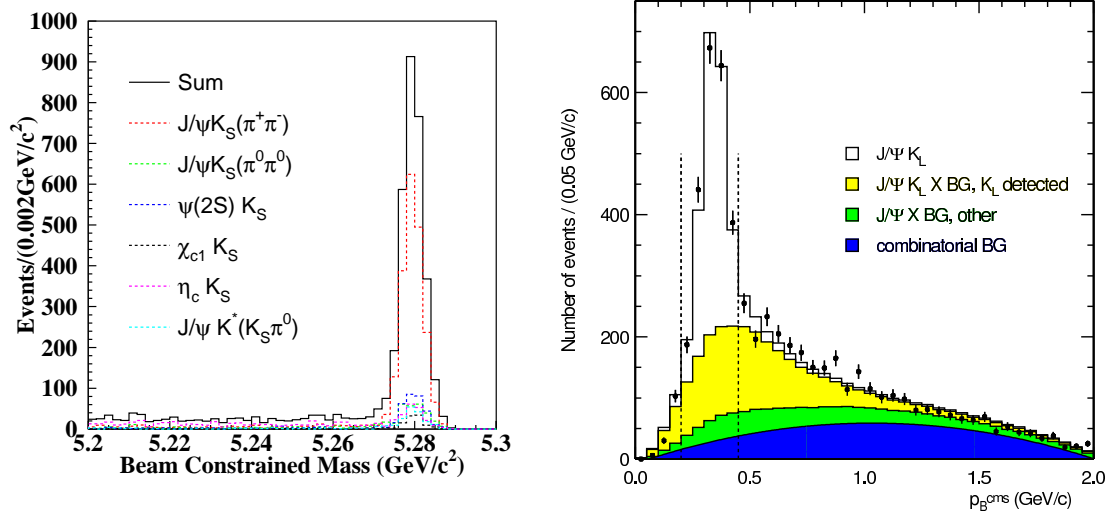 1000
900
800
700
600
500
400
300
200
100
0
Events/(0.002GeV/c²)
Sum
J/ψK_S(π⁺π⁻)
J/ψK_S(π⁰π⁰)
ψ(2S) K_S
χ_c1 K_S
η_c K_S
J/ψ K^*(K_Sπ⁰)
5.2 5.22 5.24 5.26 5.28 5.3
Beam Constrained Mass (GeV/c²)
600
400
200
0
Number of events / (0.05 GeV/c)
J/Ψ K_L
J/Ψ K_L X BG, K_L detected
J/Ψ X BG, other
combinatorial BG
0.0 0.5 1.0 1.5 2.0
p_B^cms (GeV/c)